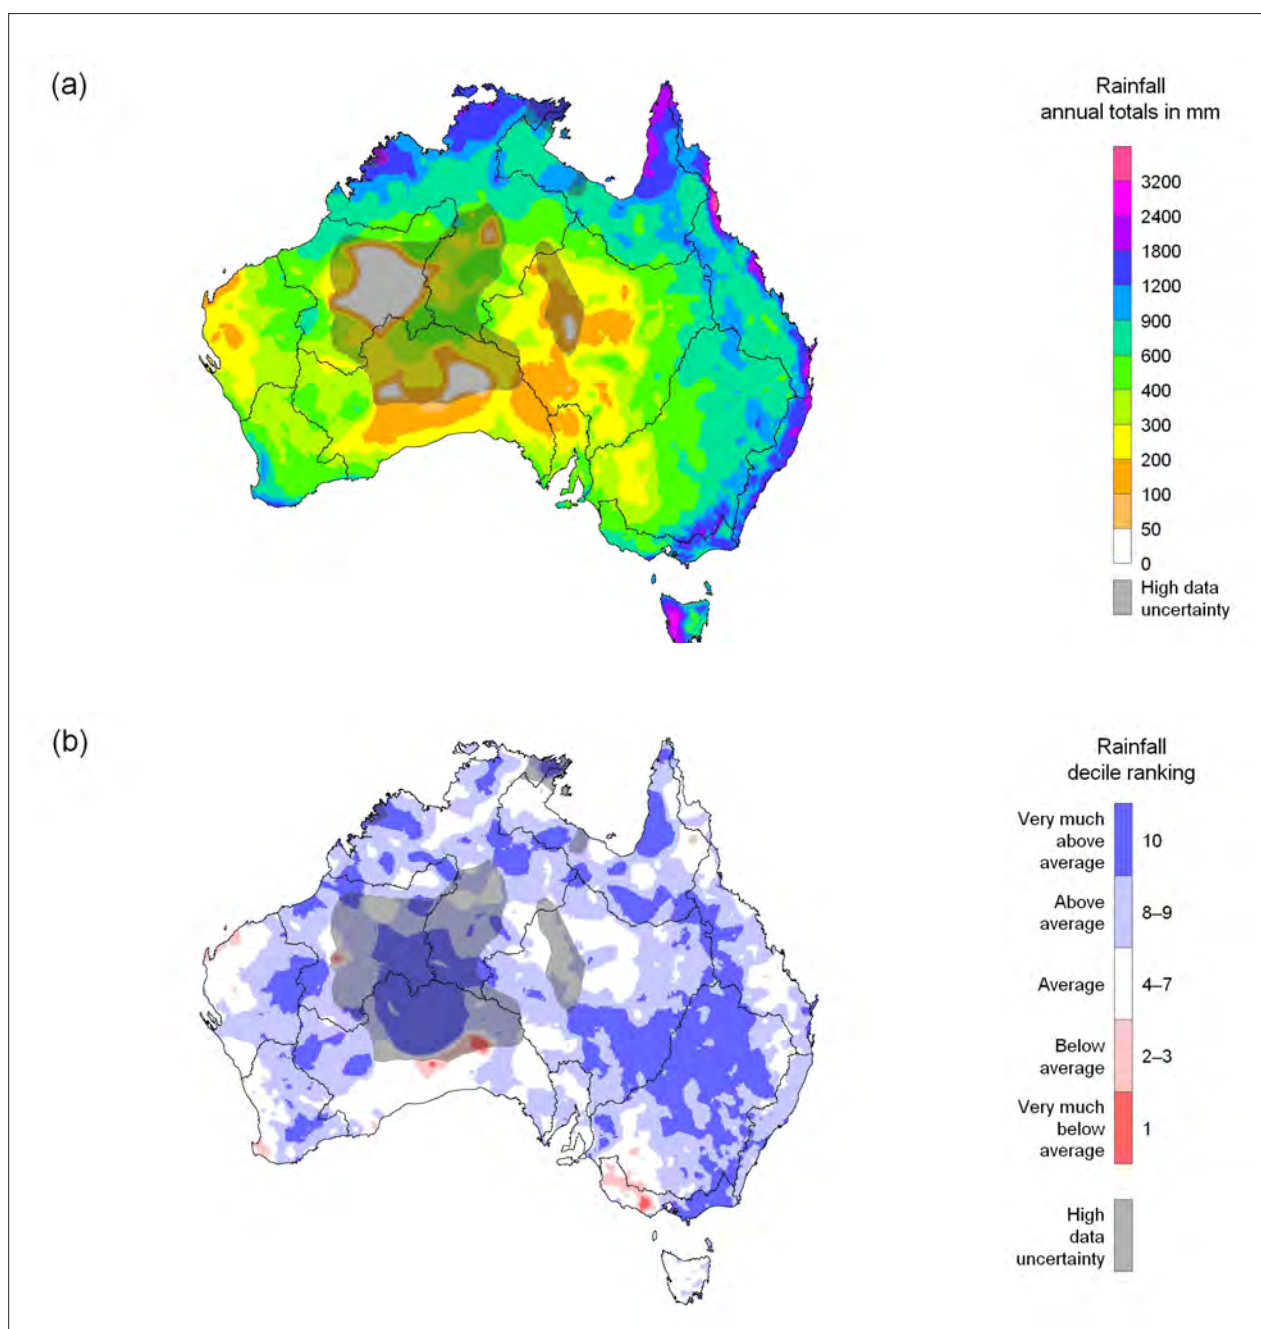 (a)
Rainfall
annual totals in mm
3200
2400
1800
1200
900
600
400
300
200
100
50
0
High data
uncertainty
(b)
Rainfall
decile ranking
Very much
above
average
10
Above
average
8–9
Average
4–7
Below
average
2–3
Very much
below
average
1
High
data
uncertainty